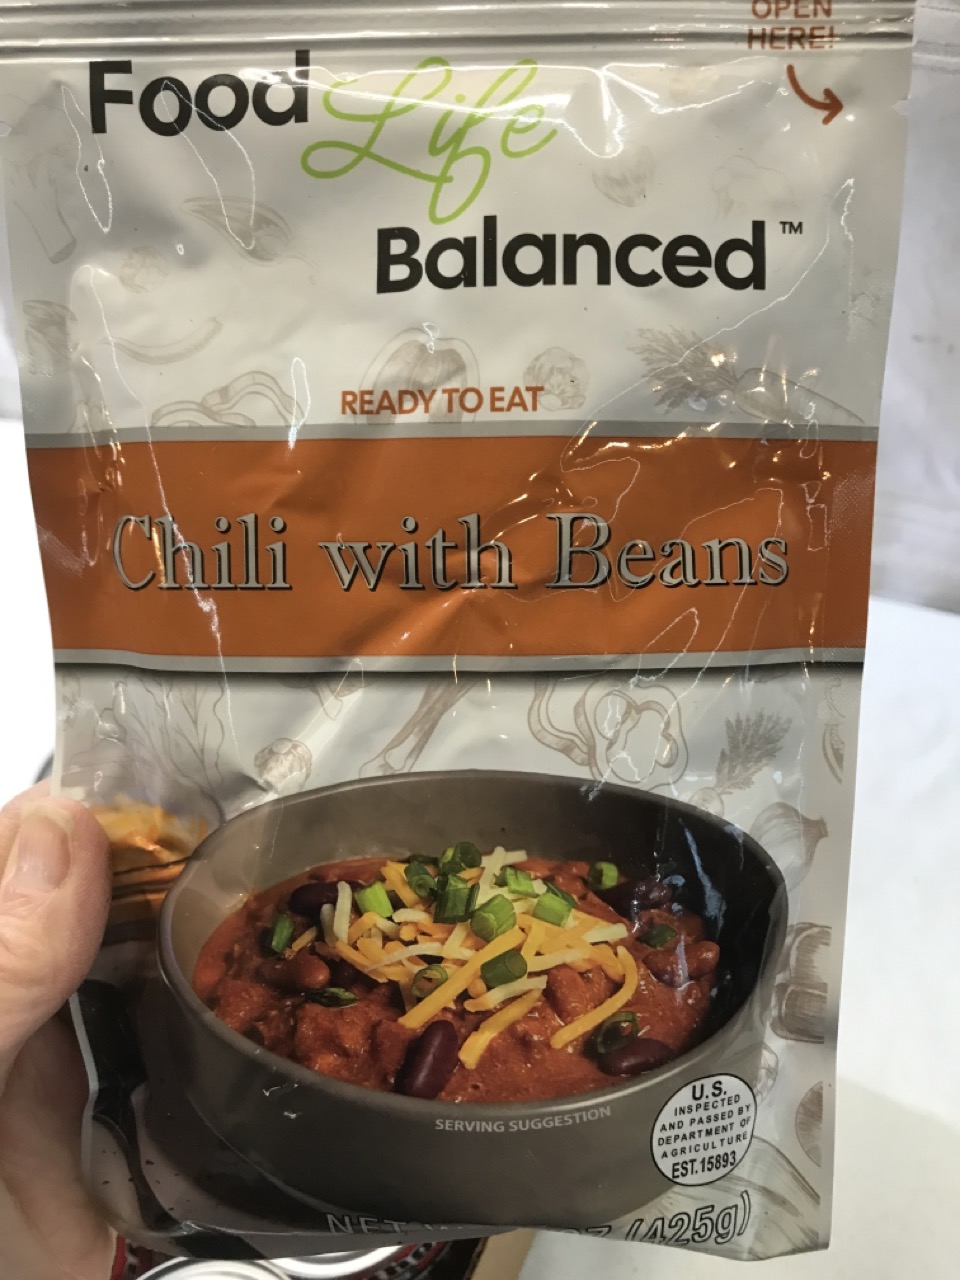 OPEN
HERE!
Food Life
Balanced™
READY TO EAT
Chili with Beans
SERVING SUGGESTION
U.S.
INSPECTED
AND PASSED BY
DEPARTMENT OF
AGRICULTURE
EST.15893
NET (425g)